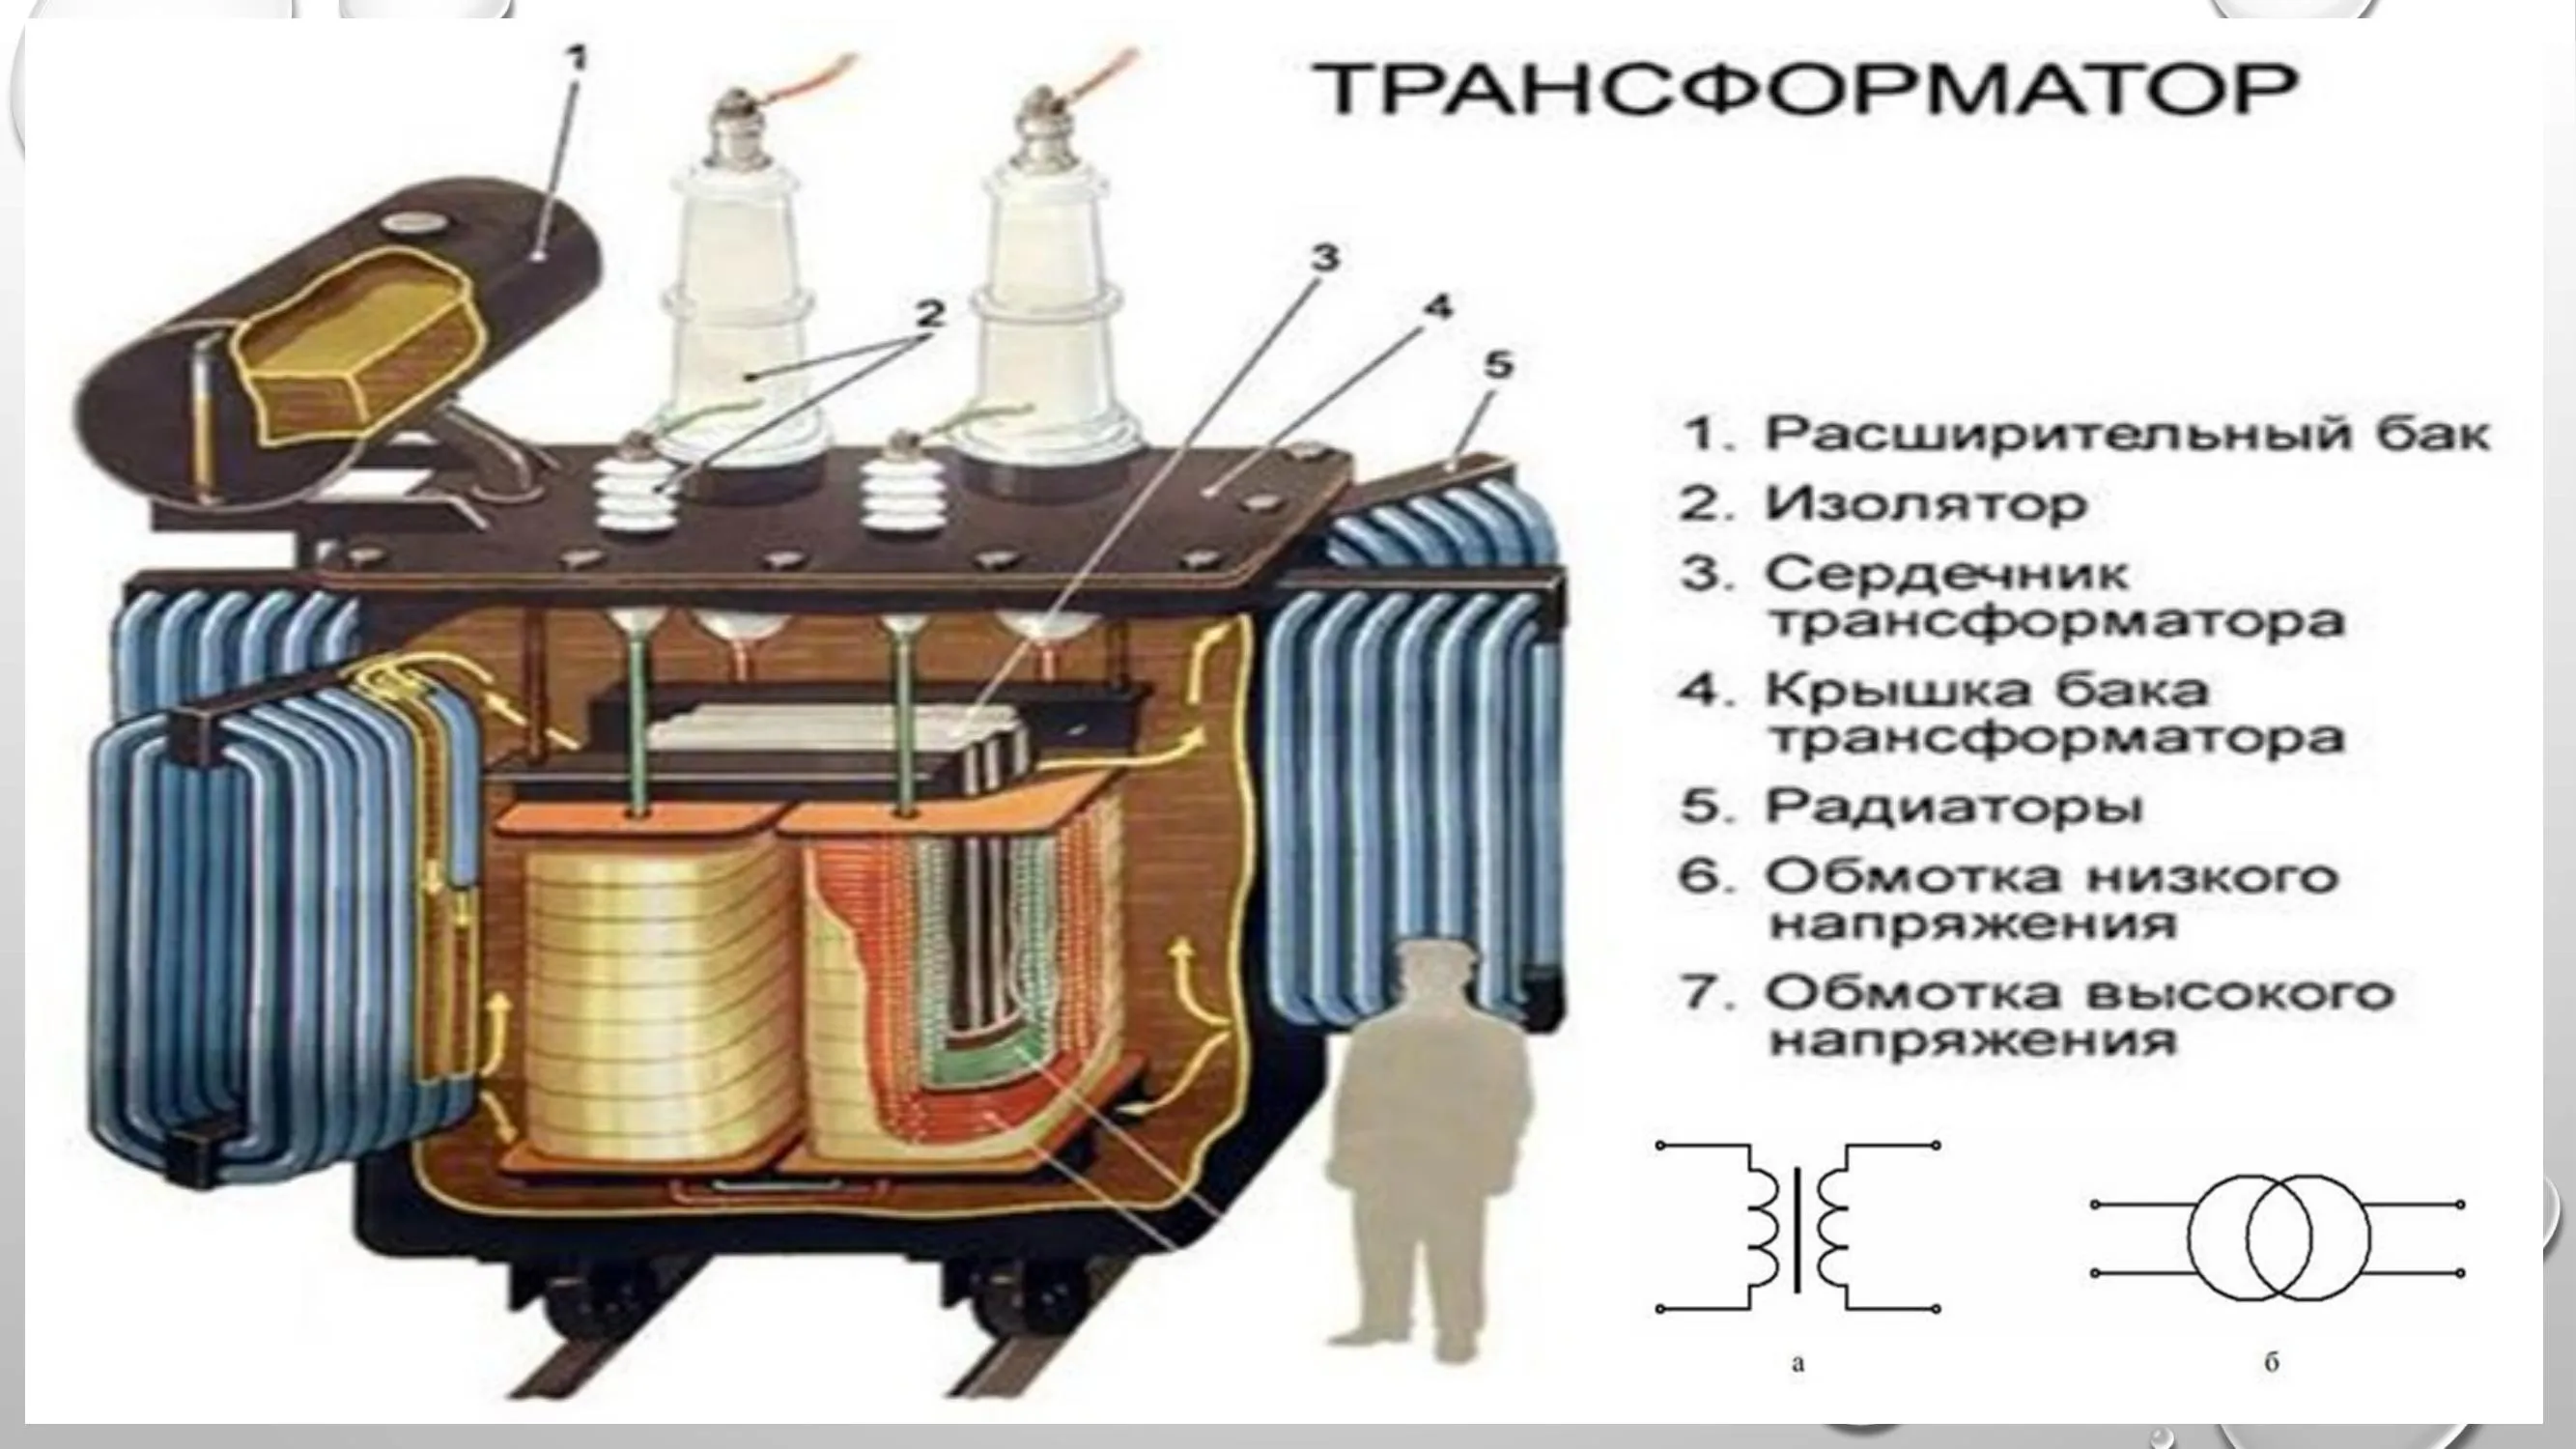 ТРАНСФОРМАТОР
1
2
3
4
5
1. Расширительный бак
2. Изолятор
3. Сердечник
трансформатора
4. Крышка бака
трансформатора
5. Радиаторы
6. Обмотка низкого
напряжения
7. Обмотка высокого
напряжения
а
б